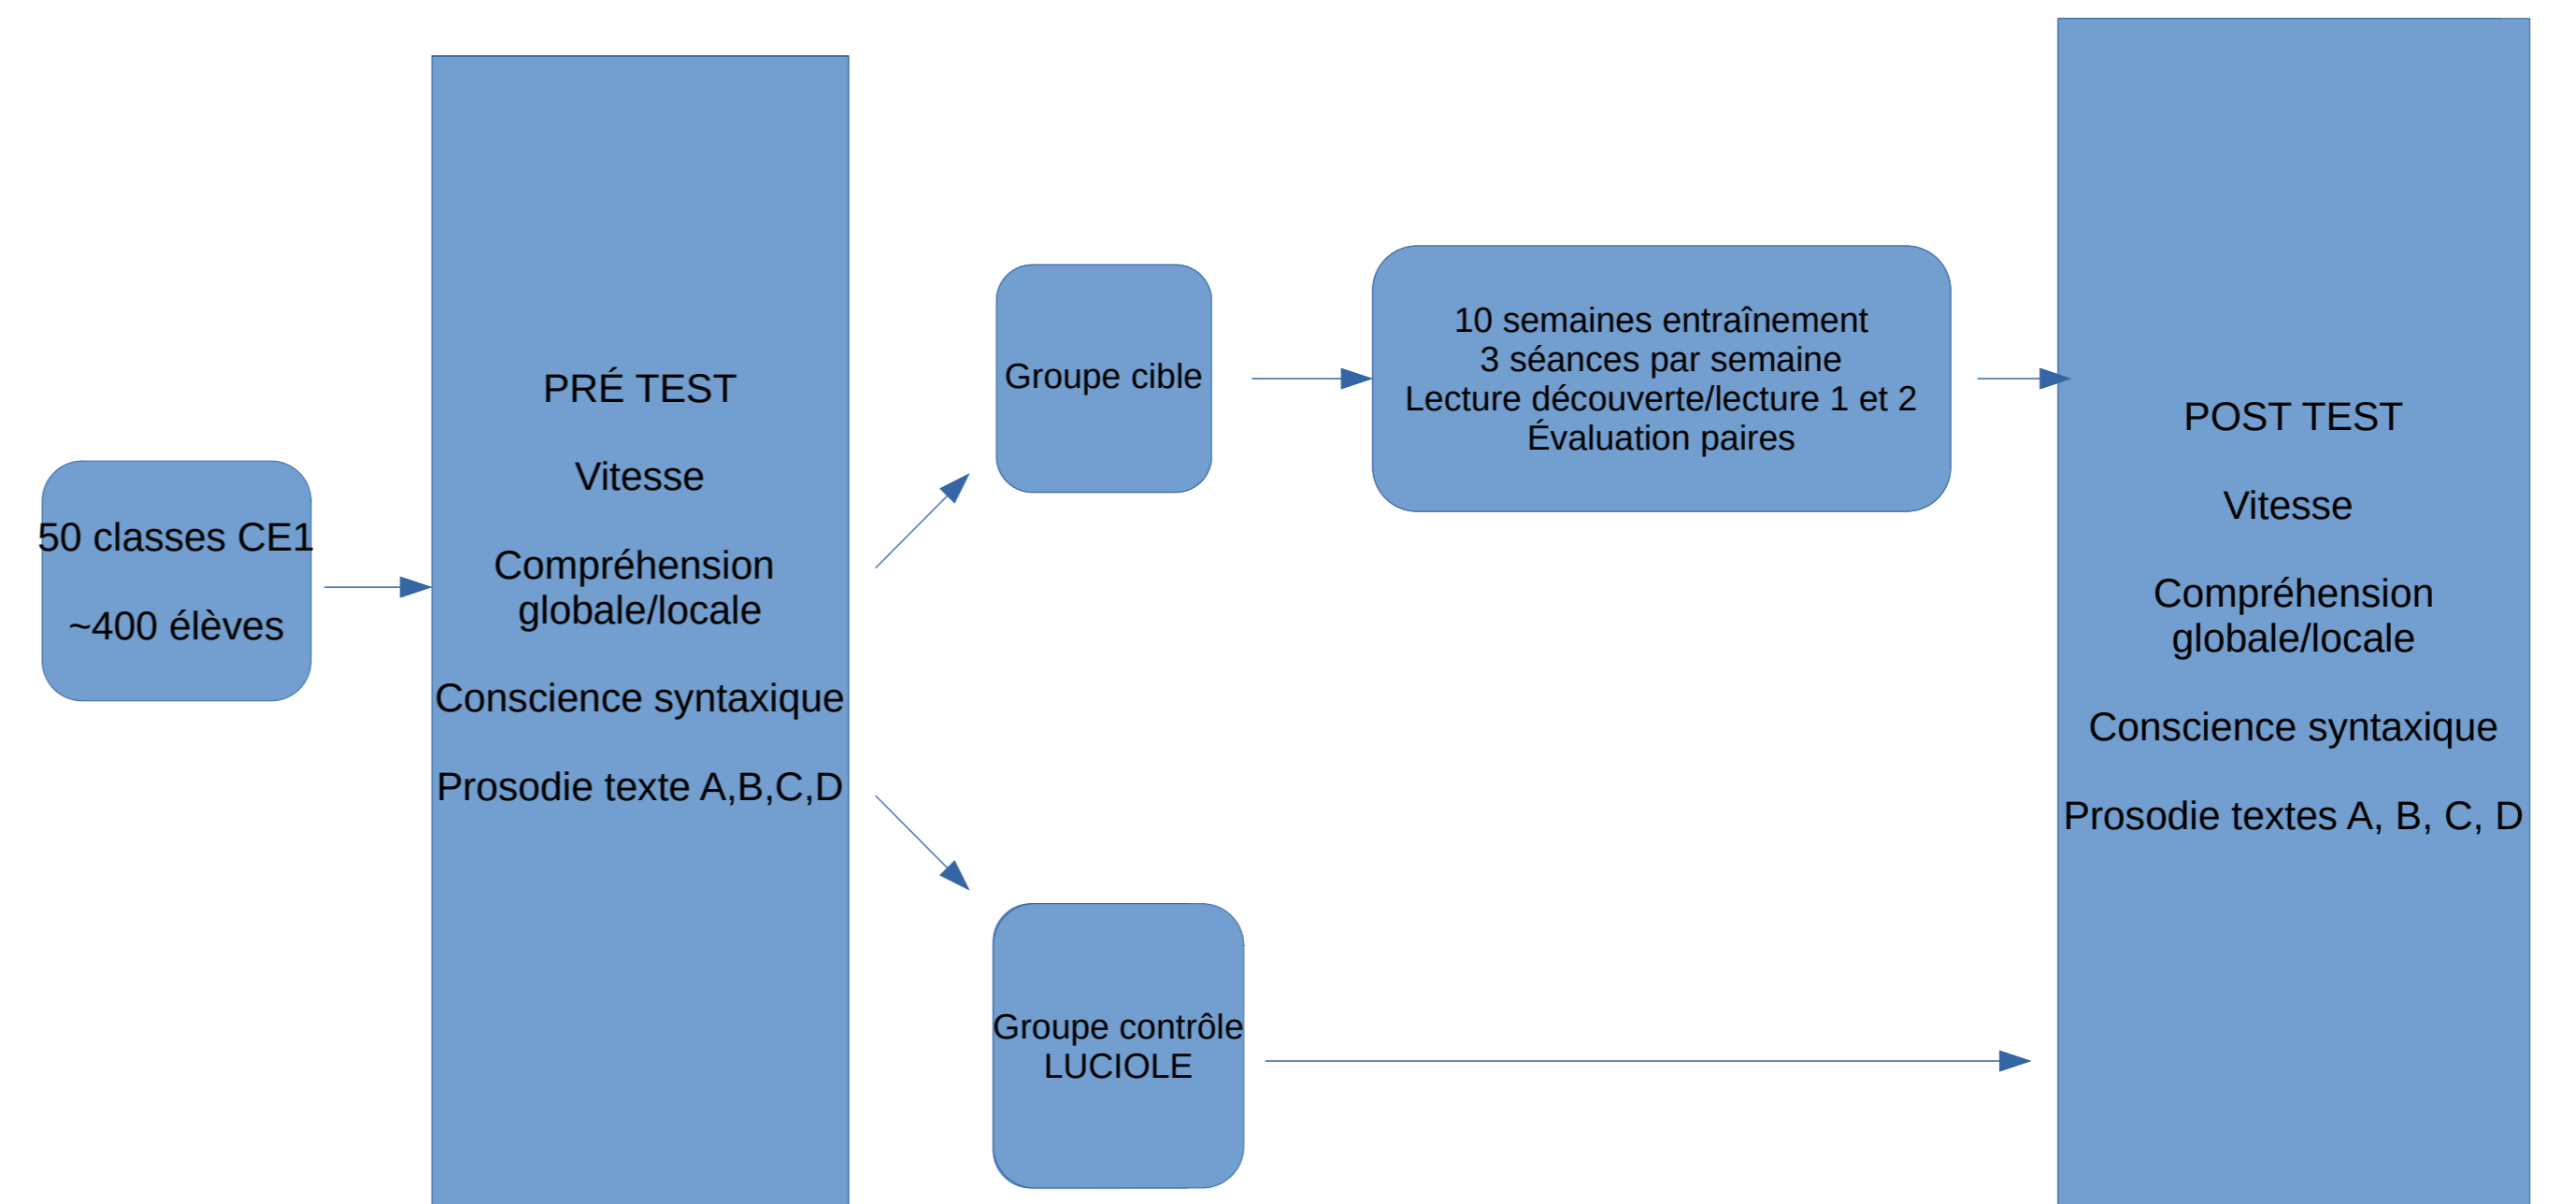 50 classes CE1
~400 élèves
PRÉ TEST
Vitesse
Compréhension
globale/locale
Conscience syntaxique
Prosodie texte A,B,C,D
Groupe cible
10 semaines entraînement
3 séances par semaine
Lecture découverte/lecture 1 et 2
Évaluation paires
Groupe contrôle
LUCIOLE
POST TEST
Vitesse
Compréhension
globale/locale
Conscience syntaxique
Prosodie textes A, B, C, D